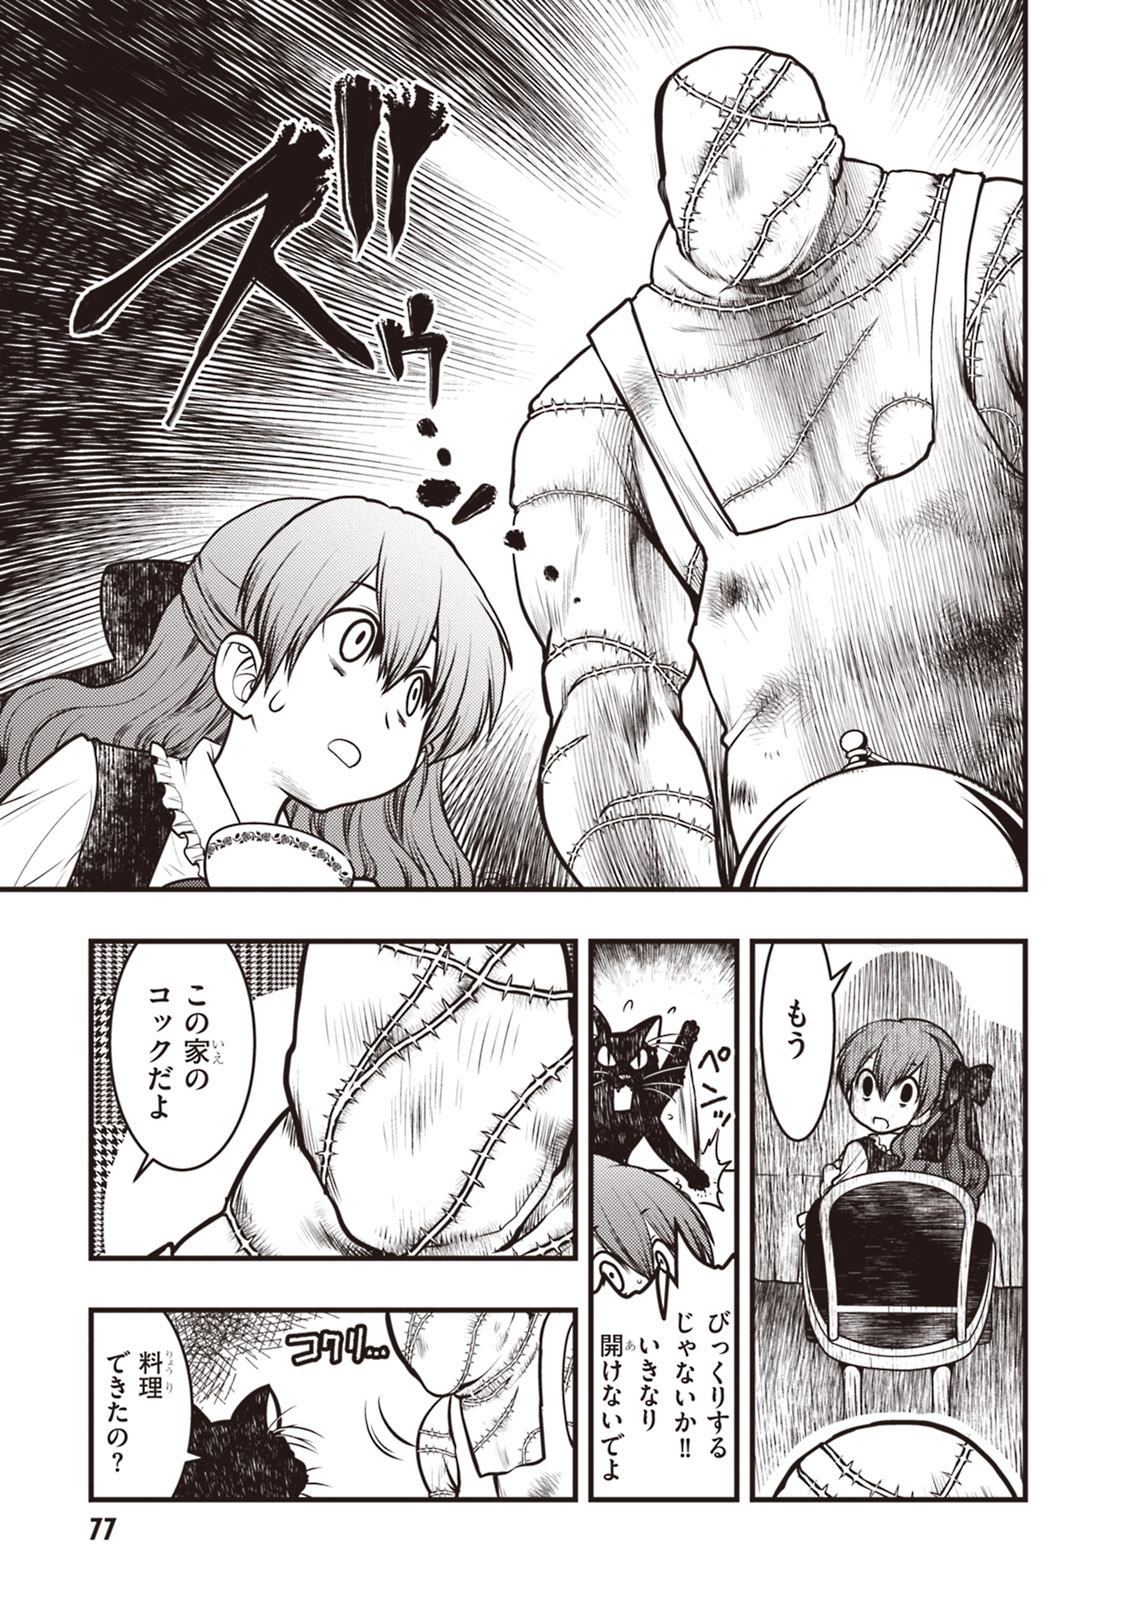 ズゥ…ン
もう
ペンッ
びっくりする
じゃないか!!
いきなり
開けないでよ
この家の
コックだよ
コクリ…
料理
できたの?
77